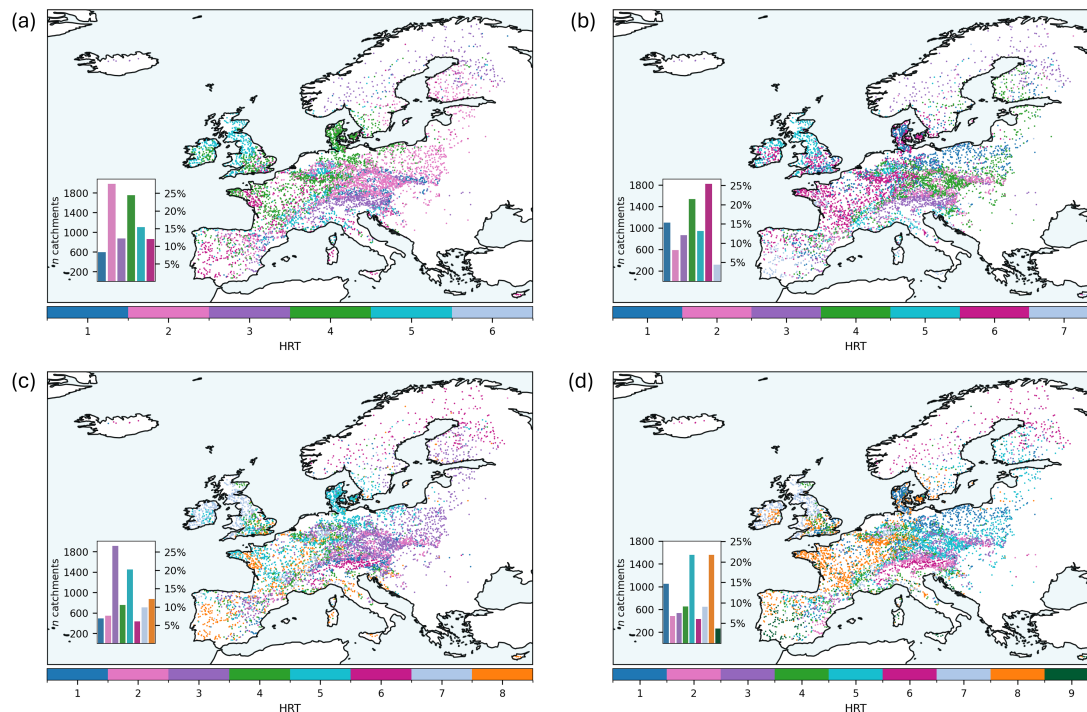 (a)
(b)
1800
1400
1000
600
200
n catchments
25%
20%
15%
10%
5%
1800
1400
1000
600
200
n catchments
25%
20%
15%
10%
5%
1 2 3 4 5 6
HRT
1 2 3 4 5 6 7
HRT
(c)
(d)
1800
1400
1000
600
200
n catchments
25%
20%
15%
10%
5%
1800
1400
1000
600
200
n catchments
25%
20%
15%
10%
5%
1 2 3 4 5 6 7 8
HRT
1 2 3 4 5 6 7 8 9
HRT